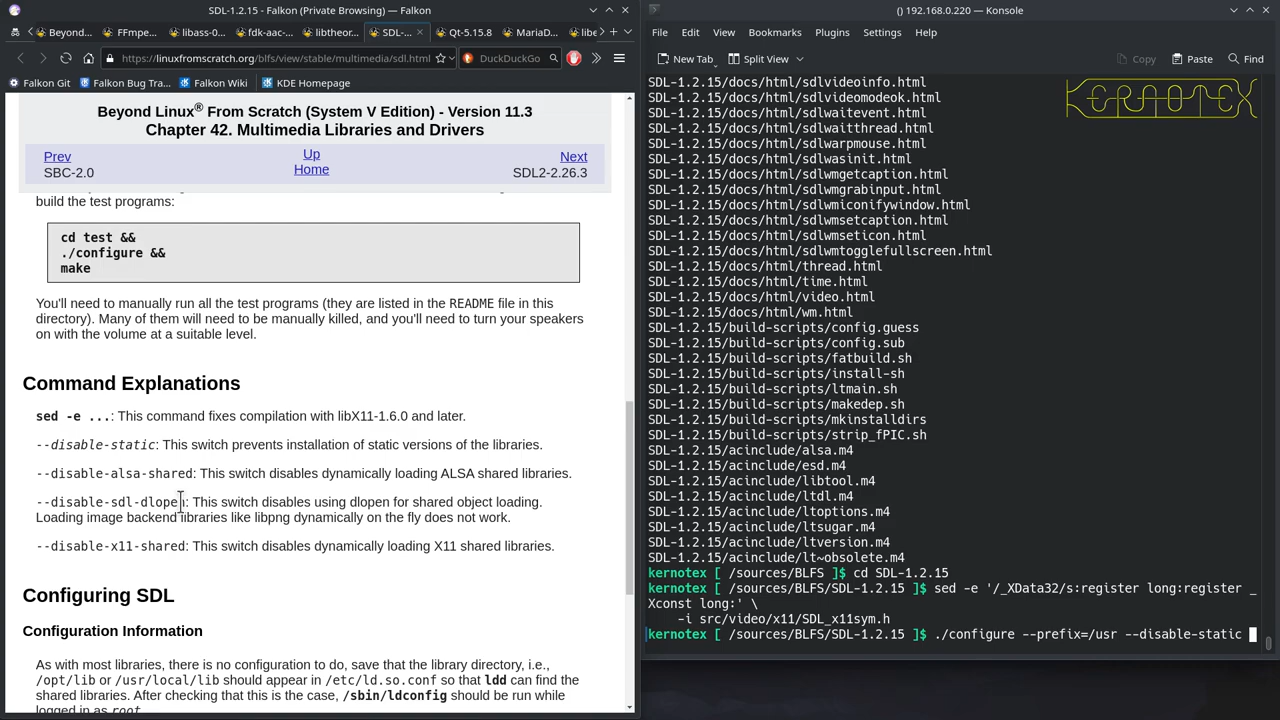 SDL-1.2.15 - Falkon (Private Browsing) — Falkon
Beyond
FFmpe
libass-0
fdk-aac-
libtheor
SDL-
Qt-5.15.8
MariaD
libe
https://linuxfromscratch.org/blfs/view/stable/multimedia/sdl.html
DuckDuckGo
Falkon Git
Falkon Bug Tra...
Falkon Wiki
KDE Homepage
Beyond Linux® From Scratch (System V Edition) - Version 11.3
Chapter 42. Multimedia Libraries and Drivers
Prev
Up
Next
SBC-2.0
Home
SDL2-2.26.3
build the test programs:
cd test &&
./configure &&
make
You'll need to manually run all the test programs (they are listed in the README file in this
directory). Many of them will need to be manually killed, and you'll need to turn your speakers
on with the volume at a suitable level.
Command Explanations
sed -e ...: This command fixes compilation with libX11-1.6.0 and later.
--disable-static: This switch prevents installation of static versions of the libraries.
--disable-alsa-shared: This switch disables dynamically loading ALSA shared libraries.
--disable-sdl-dlopen: This switch disables using dlopen for shared object loading.
Loading image backend libraries like libpng dynamically on the fly does not work.
--disable-x11-shared: This switch disables dynamically loading X11 shared libraries.
Configuring SDL
Configuration Information
As with most libraries, there is no configuration to do, save that the library directory, i.e.,
/opt/lib or /usr/local/lib should appear in /etc/ld.so.conf so that ldd can find the
shared libraries. After checking that this is the case, /sbin/ldconfig should be run while
logged in as root.
() 192.168.0.220 — Konsole
File Edit View Bookmarks Plugins Settings Help
New Tab
Split View
Copy
Paste
Find
KERNOTEX
SDL-1.2.15/docs/html/sdlvideoinfo.html
SDL-1.2.15/docs/html/sdlvideomodeok.html
SDL-1.2.15/docs/html/sdlwaitevent.html
SDL-1.2.15/docs/html/sdlwaitthread.html
SDL-1.2.15/docs/html/sdlwarpmouse.html
SDL-1.2.15/docs/html/sdlwasinit.html
SDL-1.2.15/docs/html/sdlwmgetcaption.html
SDL-1.2.15/docs/html/sdlwmgrabinput.html
SDL-1.2.15/docs/html/sdlwmiconifywindow.html
SDL-1.2.15/docs/html/sdlwmsetcaption.html
SDL-1.2.15/docs/html/sdlwmseticon.html
SDL-1.2.15/docs/html/sdlwmtogglefullscreen.html
SDL-1.2.15/docs/html/thread.html
SDL-1.2.15/docs/html/time.html
SDL-1.2.15/docs/html/video.html
SDL-1.2.15/docs/html/wm.html
SDL-1.2.15/build-scripts/config.guess
SDL-1.2.15/build-scripts/config.sub
SDL-1.2.15/build-scripts/fatbuild.sh
SDL-1.2.15/build-scripts/install-sh
SDL-1.2.15/build-scripts/ltmain.sh
SDL-1.2.15/build-scripts/makedep.sh
SDL-1.2.15/build-scripts/mkinstalldirs
SDL-1.2.15/build-scripts/strip_fPIC.sh
SDL-1.2.15/acinclude/alsa.m4
SDL-1.2.15/acinclude/esd.m4
SDL-1.2.15/acinclude/libtool.m4
SDL-1.2.15/acinclude/ltdl.m4
SDL-1.2.15/acinclude/ltoptions.m4
SDL-1.2.15/acinclude/ltsugar.m4
SDL-1.2.15/acinclude/ltversion.m4
SDL-1.2.15/acinclude/lt~obsolete.m4
kernotex [ /sources/BLFS ]$ cd SDL-1.2.15
kernotex [ /sources/BLFS/SDL-1.2.15 ]$ sed -e '/_XData32/s:register long:register _
Xconst long:' \
-i src/video/x11/SDL_x11sym.h
kernotex [ /sources/BLFS/SDL-1.2.15 ]$ ./configure --prefix=/usr --disable-static